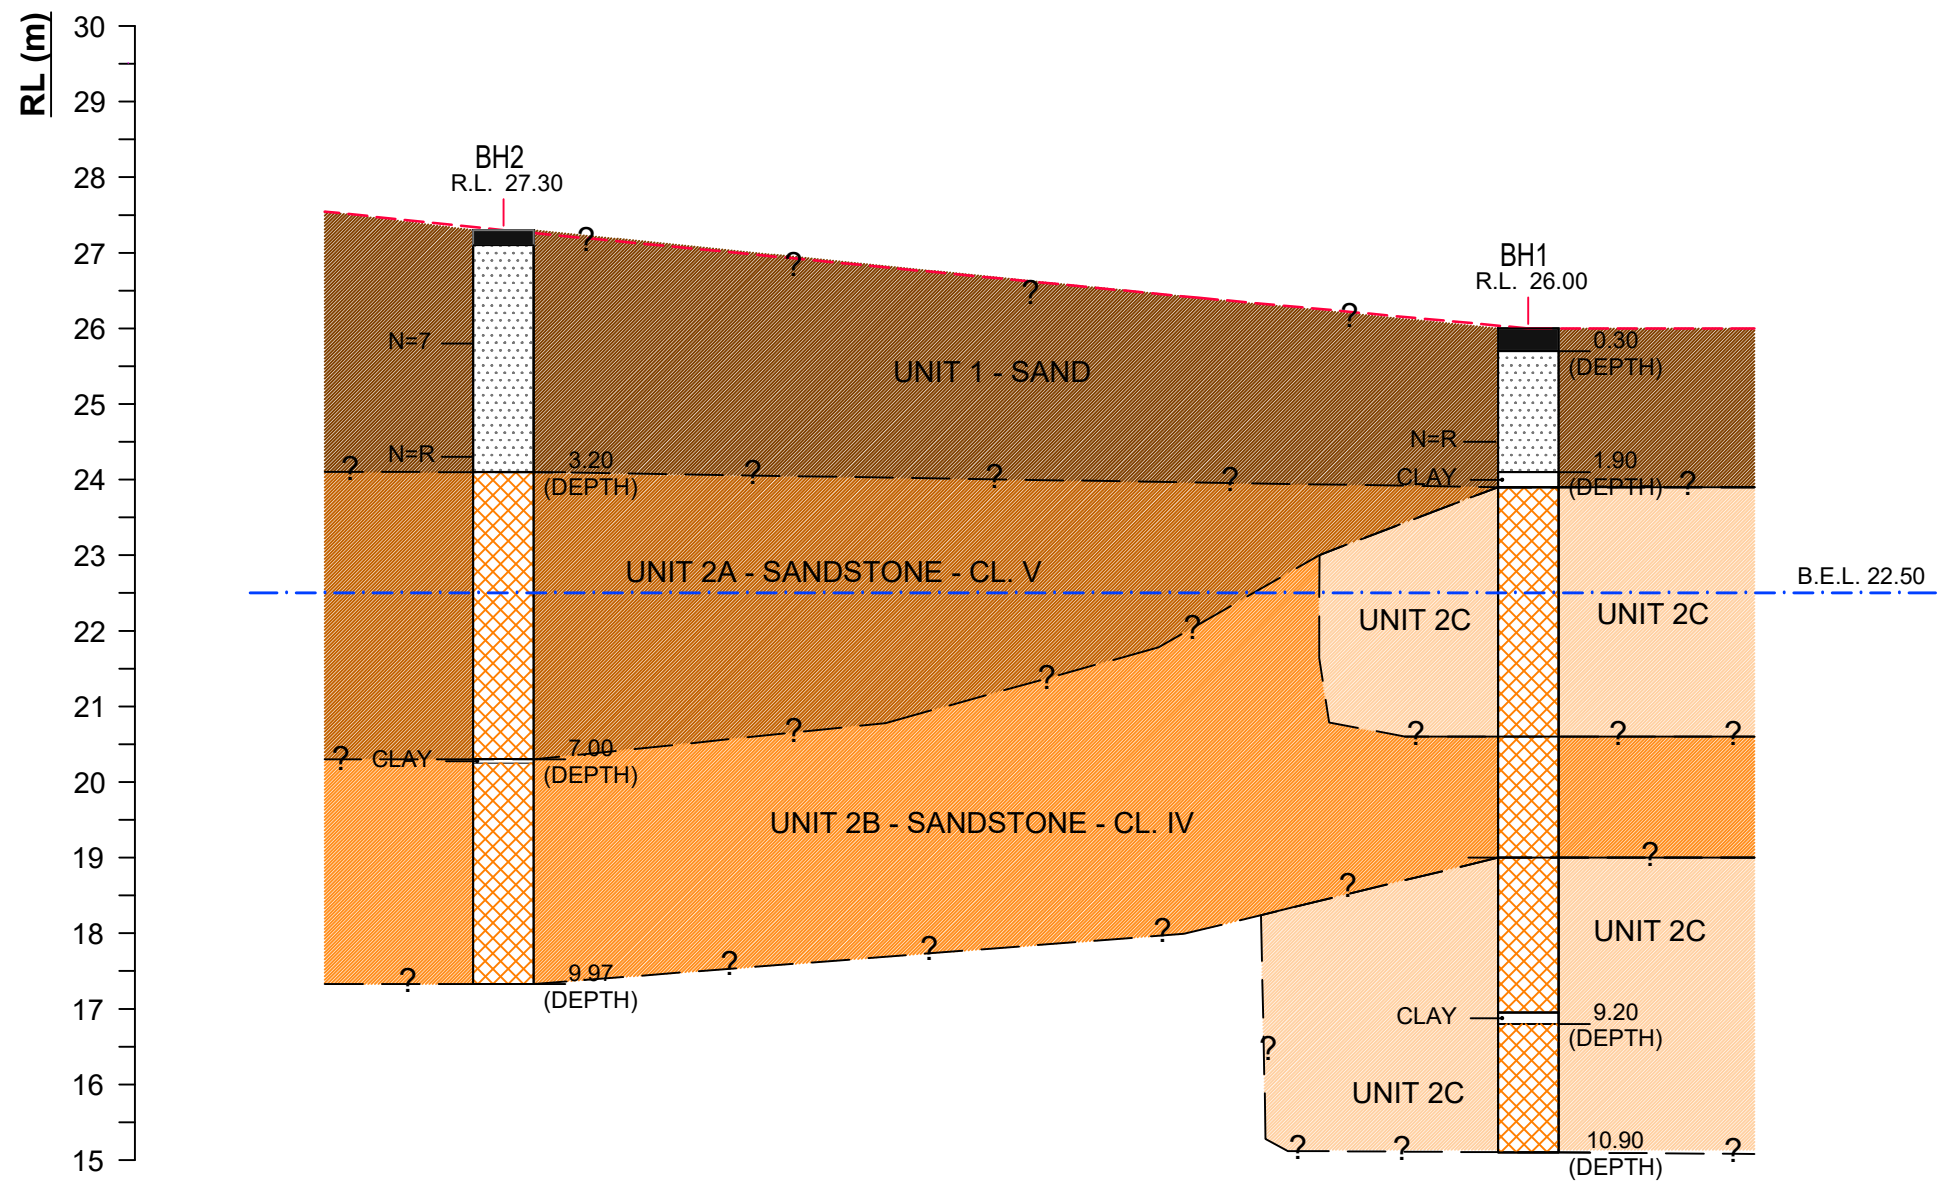 RL (m)
30
29
28
27
26
25
24
23
22
21
20
19
18
17
16
15
BH2
R.L. 27.30
BH1
R.L. 26.00
?
?
?
?
N=7
0.30
(DEPTH)
UNIT 1 - SAND
N=R
N=R
3.20
(DEPTH)
?
?
?
?
CLAY
1.90
(DEPTH)
?
UNIT 2A - SANDSTONE - CL. V
B.E.L. 22.50
UNIT 2C
UNIT 2C
?
?
?
?
?
?
?
CLAY
7.00
(DEPTH)
UNIT 2B - SANDSTONE - CL. IV
?
?
?
?
?
?
UNIT 2C
9.97
(DEPTH)
CLAY
9.20
(DEPTH)
?
UNIT 2C
?
?
?
10.90
(DEPTH)